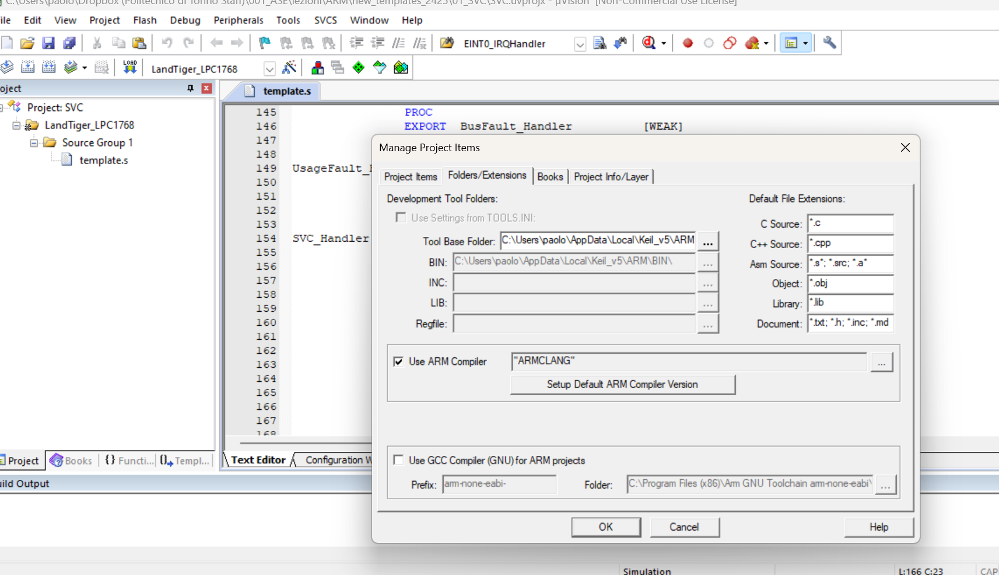 C:\Users\paolo\Dropbox (Politecnico di Torino Staff)\001_ASE\lezioni\ARM\new_templates_2425\01_SVC\SVC.uvprojx - µVision [Non-Commercial Use License]
ile Edit View Project Flash Debug Peripherals Tools SVCS Window Help
EINT0_IRQHandler
LOAD
LandTiger_LPC1768
oject
template.s
Project: SVC
LandTiger_LPC1768
Source Group 1
template.s
145 PROC
146 EXPORT BusFault_Handler [WEAK]
147
148
149 UsageFault_
150
151
152
153
154 SVC_Handler
155
156
157
158
159
160
161
162
163
164
165
166
167
168
Manage Project Items
Project Items Folders/Extensions Books Project Info/Layer
Development Tool Folders:
Use Settings from TOOLS.INI:
Tool Base Folder: C:\Users\paolo\AppData\Local\Keil_v5\ARM ...
BIN: C:\Users\paolo\AppData\Local\Keil_v5\ARM\BIN\ ...
INC: ...
LIB: ...
Regfile: ...
Default File Extensions:
C Source: *.c
C++ Source: *.cpp
Asm Source: *.s*; *.src; *.a*
Object: *.obj
Library: *.lib
Document: *.txt; *.h; *.inc; *.md
Use ARM Compiler "ARMCLANG" ...
Setup Default ARM Compiler Version
Use GCC Compiler (GNU) for ARM projects
Prefix: arm-none-eabi- Folder: C:\Program Files (x86)\Arm GNU Toolchain arm-none-eabi\ ...
OK Cancel Help
Project Books {} Functi... Templ...
Text Editor Configuration W
uild Output
Simulation L:166 C:23 CAP